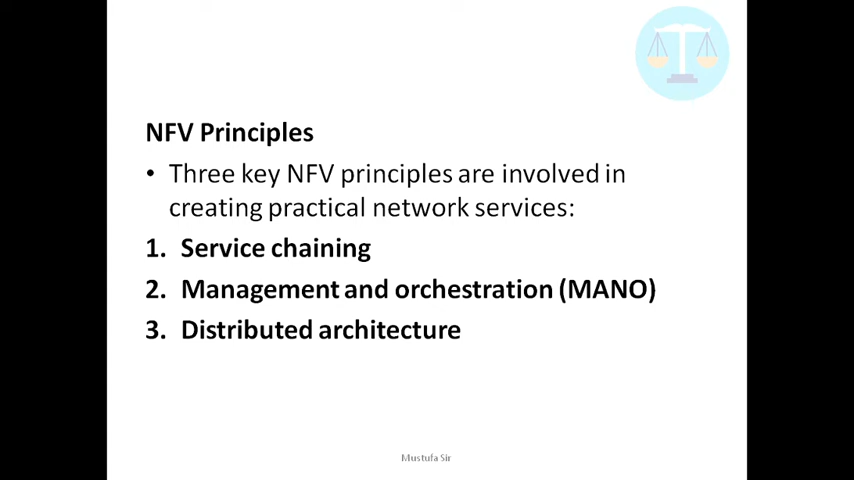 NFV Principles
• Three key NFV principles are involved in
creating practical network services:
1. Service chaining
2. Management and orchestration (MANO)
3. Distributed architecture
Mustufa Sir